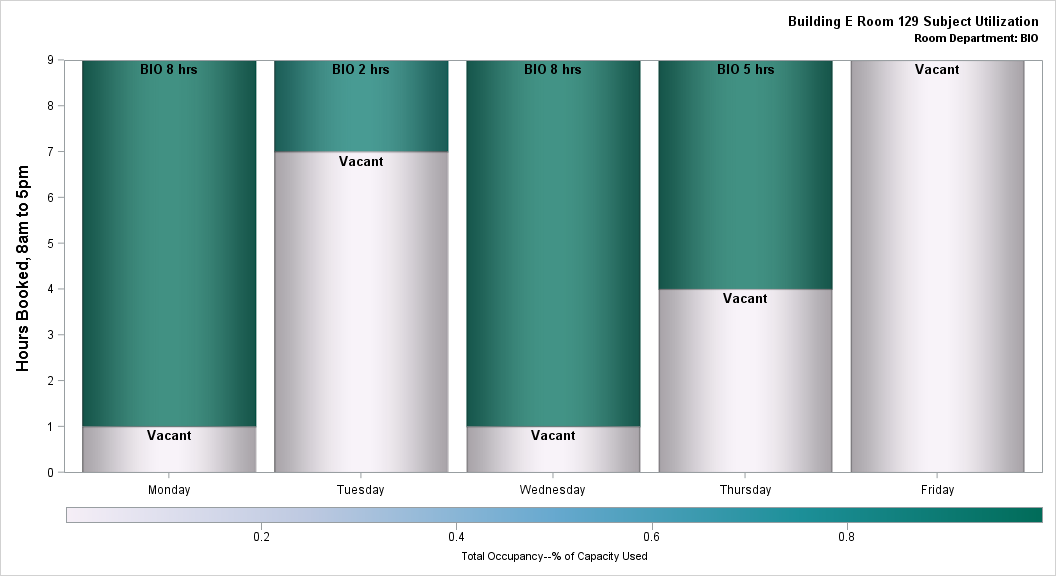 Building E Room 129 Subject Utilization
Room Department: BIO
Hours Booked, 8am to 5pm
9
8
7
6
5
4
3
2
1
0
BIO 8 hrs
Vacant
BIO 2 hrs
Vacant
BIO 8 hrs
Vacant
BIO 5 hrs
Vacant
Vacant
Monday Tuesday Wednesday Thursday Friday
0.2 0.4 0.6 0.8
Total Occupancy--% of Capacity Used